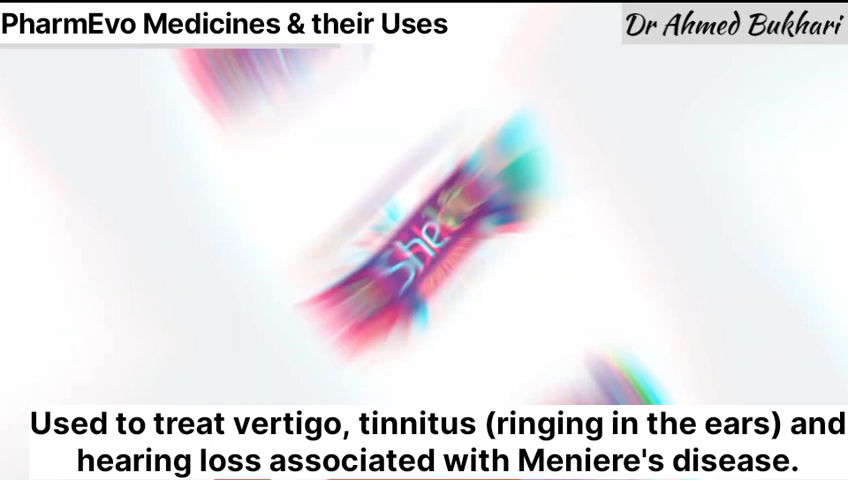 PharmEvo Medicines & their Uses
Dr Ahmed Bukhari
Used to treat vertigo, tinnitus (ringing in the ears) and
hearing loss associated with Meniere's disease.